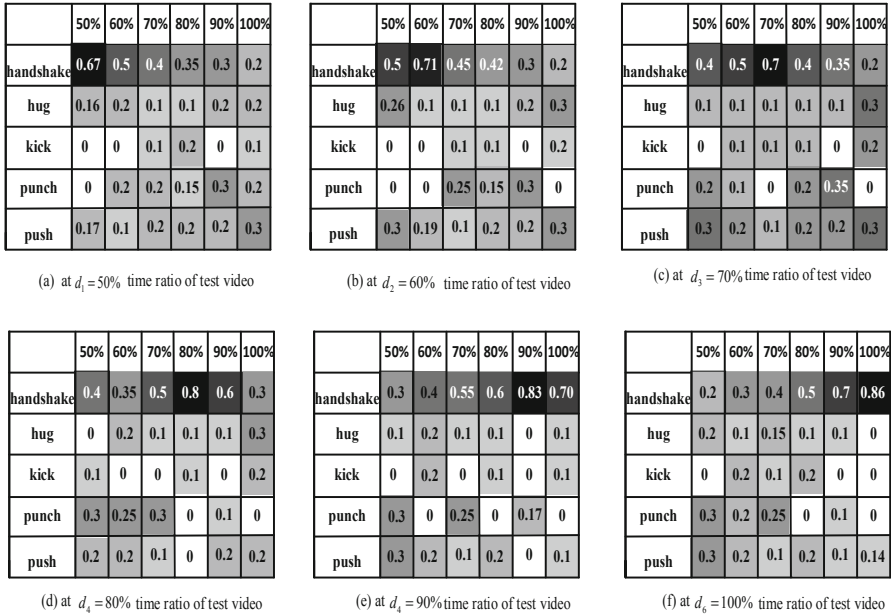 50% 60% 70% 80% 90% 100%
handshake 0.67 0.5 0.4 0.35 0.3 0.2
hug 0.16 0.2 0.1 0.1 0.2 0.2
kick 0 0 0.1 0.2 0 0.1
punch 0 0.2 0.2 0.15 0.3 0.2
push 0.17 0.1 0.2 0.2 0.2 0.3
(a) at d1 = 50% time ratio of test video
50% 60% 70% 80% 90% 100%
handshake 0.5 0.71 0.45 0.42 0.3 0.2
hug 0.26 0.1 0.1 0.1 0.2 0.3
kick 0 0 0.1 0.1 0 0.2
punch 0 0 0.25 0.15 0.3 0
push 0.3 0.19 0.1 0.2 0.2 0.3
(b) at d2 = 60% time ratio of test video
50% 60% 70% 80% 90% 100%
handshake 0.4 0.5 0.7 0.4 0.35 0.2
hug 0.1 0.1 0.1 0.1 0.1 0.3
kick 0 0.1 0.1 0.1 0 0.2
punch 0.2 0.1 0 0.2 0.35 0
push 0.3 0.2 0.1 0.2 0.2 0.3
(c) at d3 = 70% time ratio of test video
50% 60% 70% 80% 90% 100%
handshake 0.4 0.35 0.5 0.8 0.6 0.3
hug 0 0.2 0.1 0.1 0.1 0.3
kick 0.1 0 0 0.1 0 0.2
punch 0.3 0.25 0.3 0 0.1 0
push 0.2 0.2 0.1 0 0.2 0.2
(d) at d4 = 80% time ratio of test video
50% 60% 70% 80% 90% 100%
handshake 0.3 0.4 0.55 0.6 0.83 0.70
hug 0.1 0.2 0.1 0.1 0 0.1
kick 0 0.2 0 0.1 0 0.1
punch 0.3 0 0.25 0 0.17 0
push 0.3 0.2 0.1 0.2 0 0.1
(e) at d4 = 90% time ratio of test video
50% 60% 70% 80% 90% 100%
handshake 0.2 0.3 0.4 0.5 0.7 0.86
hug 0.2 0.1 0.15 0.1 0.1 0
kick 0 0.2 0.1 0.2 0 0
punch 0.3 0.2 0.25 0 0.1 0
push 0.3 0.2 0.1 0.2 0.1 0.14
(f) at d6 = 100% time ratio of test video